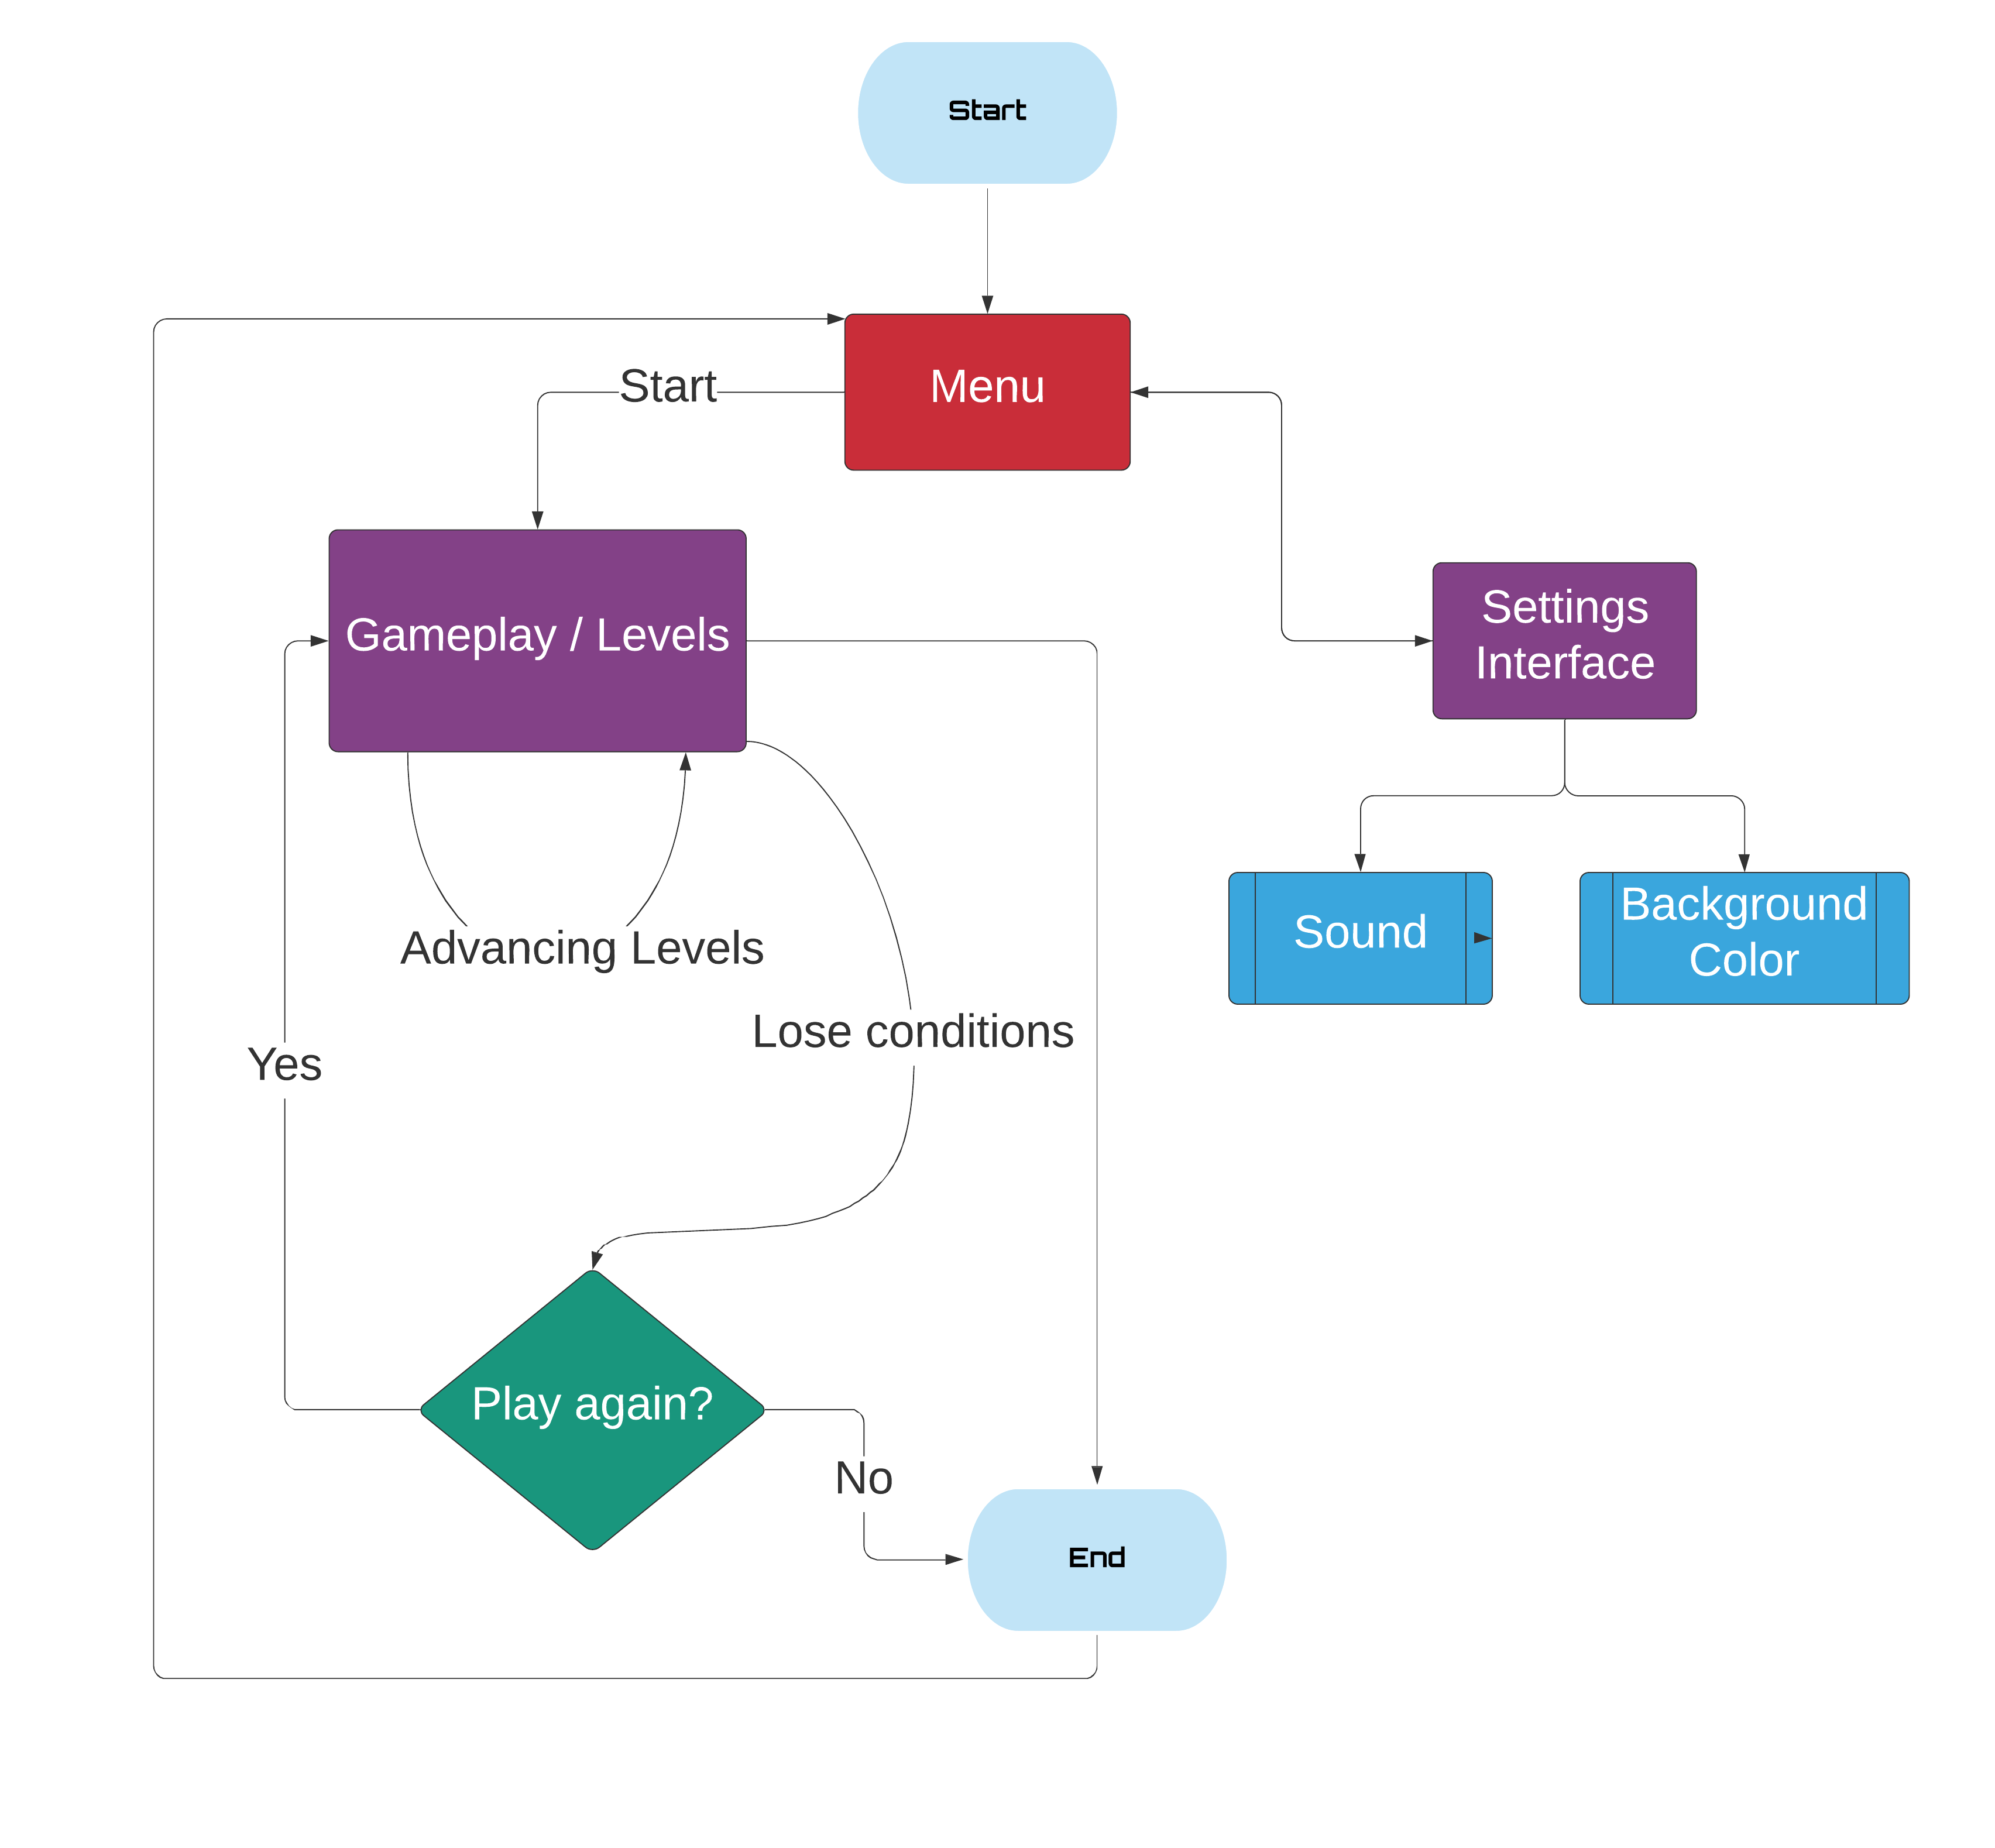 Start
Menu
Start
Gameplay / Levels
Settings
Interface
Sound
Background
Color
Advancing Levels
Lose conditions
Yes
Play again?
No
End